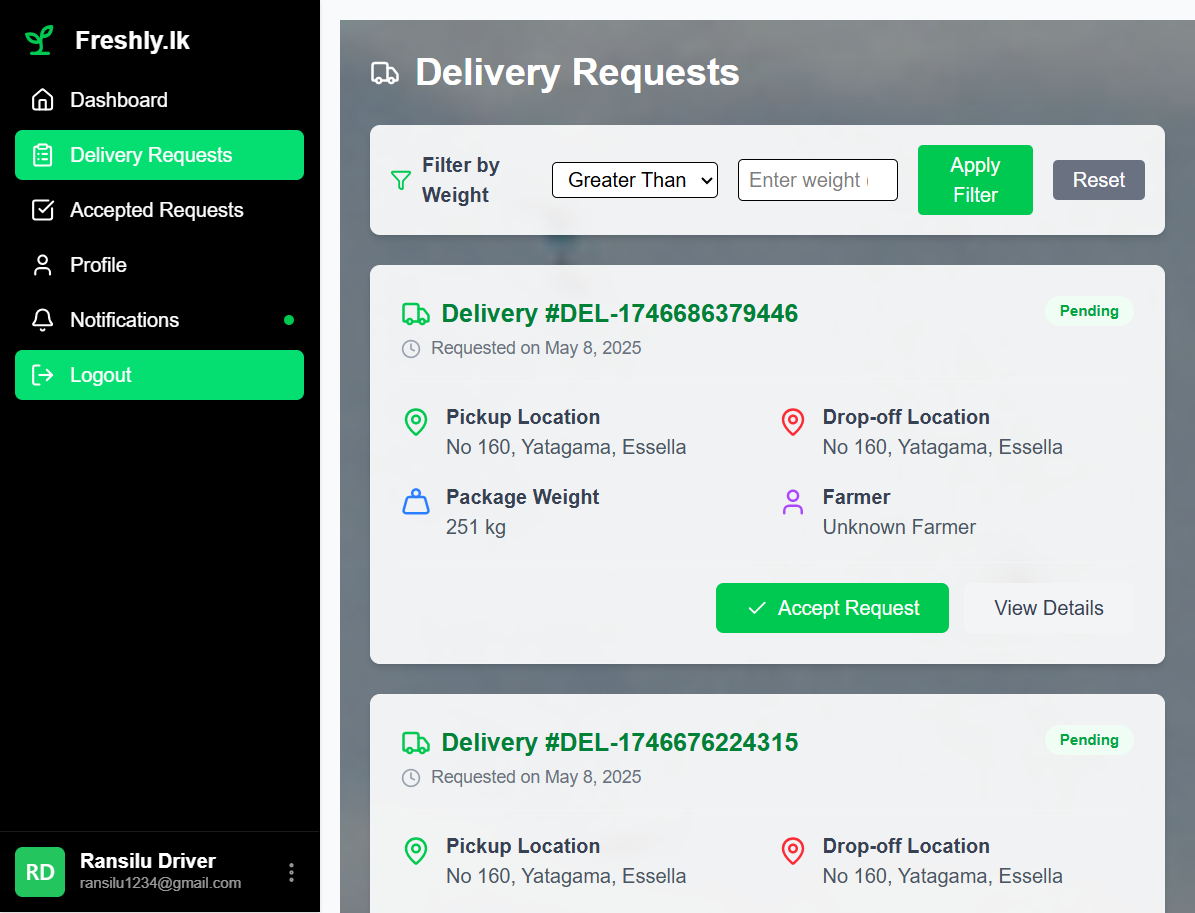 Freshly.lk
Dashboard
Delivery Requests
Accepted Requests
Profile
Notifications
Logout
RD
Ransilu Driver
ransilu1234@gmail.com
Delivery Requests
Filter by
Weight
Greater Than
Enter weight
Apply
Filter
Reset
Delivery #DEL-1746686379446
Pending
Requested on May 8, 2025
Pickup Location
No 160, Yatagama, Essella
Drop-off Location
No 160, Yatagama, Essella
Package Weight
251 kg
Farmer
Unknown Farmer
Accept Request
View Details
Delivery #DEL-1746676224315
Pending
Requested on May 8, 2025
Pickup Location
No 160, Yatagama, Essella
Drop-off Location
No 160, Yatagama, Essella